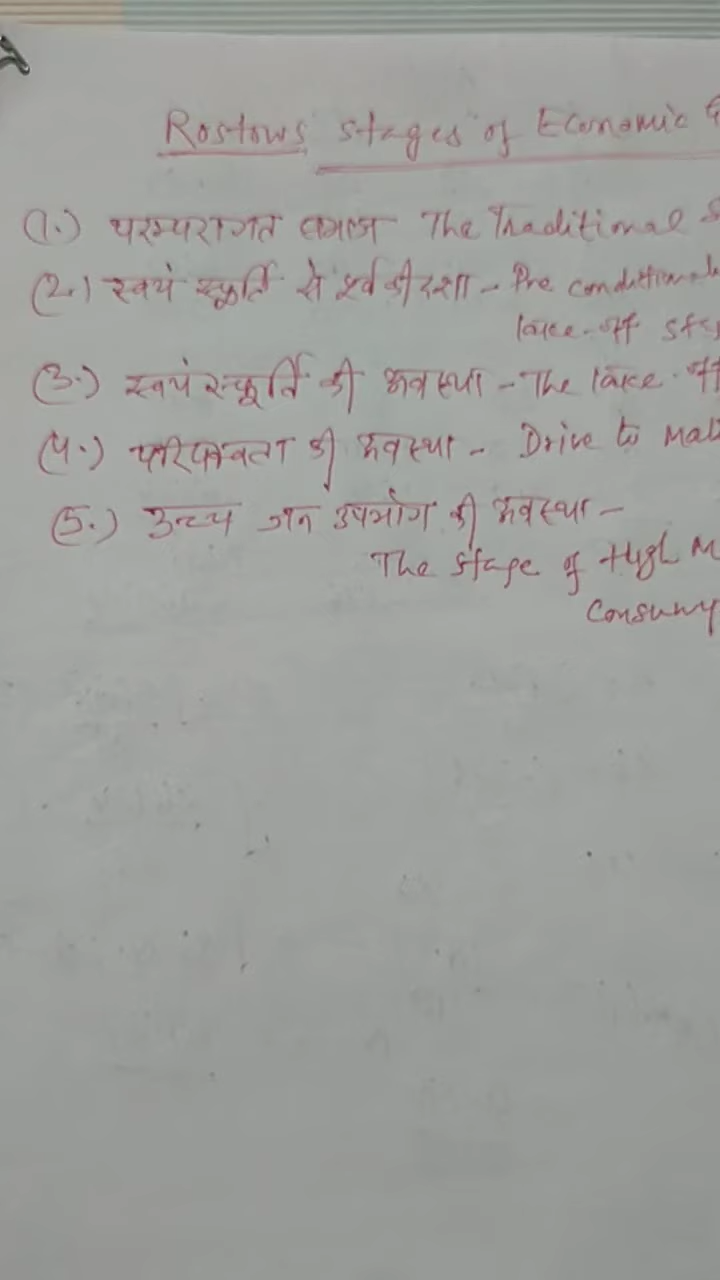 Rostows stages of Economic
(1.) परम्परागत समाज The Traditional
(2.) स्वयं स्फूर्ति से पूर्व की दशा - Pre conditional
take-off
(3.) स्वयं स्फूर्ति की अवस्था - The take-off
(4.) परिपक्वता की अवस्था - Drive to
(5.) उच्च जन उपभोग की अवस्था -
The stage of High